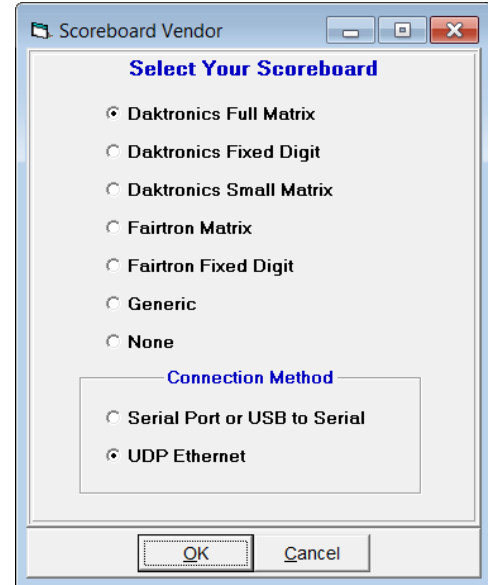 Scoreboard Vendor
Select Your Scoreboard
Daktronics Full Matrix
Daktronics Fixed Digit
Daktronics Small Matrix
Fairtron Matrix
Fairtron Fixed Digit
Generic
None
Connection Method
Serial Port or USB to Serial
UDP Ethernet
OK Cancel